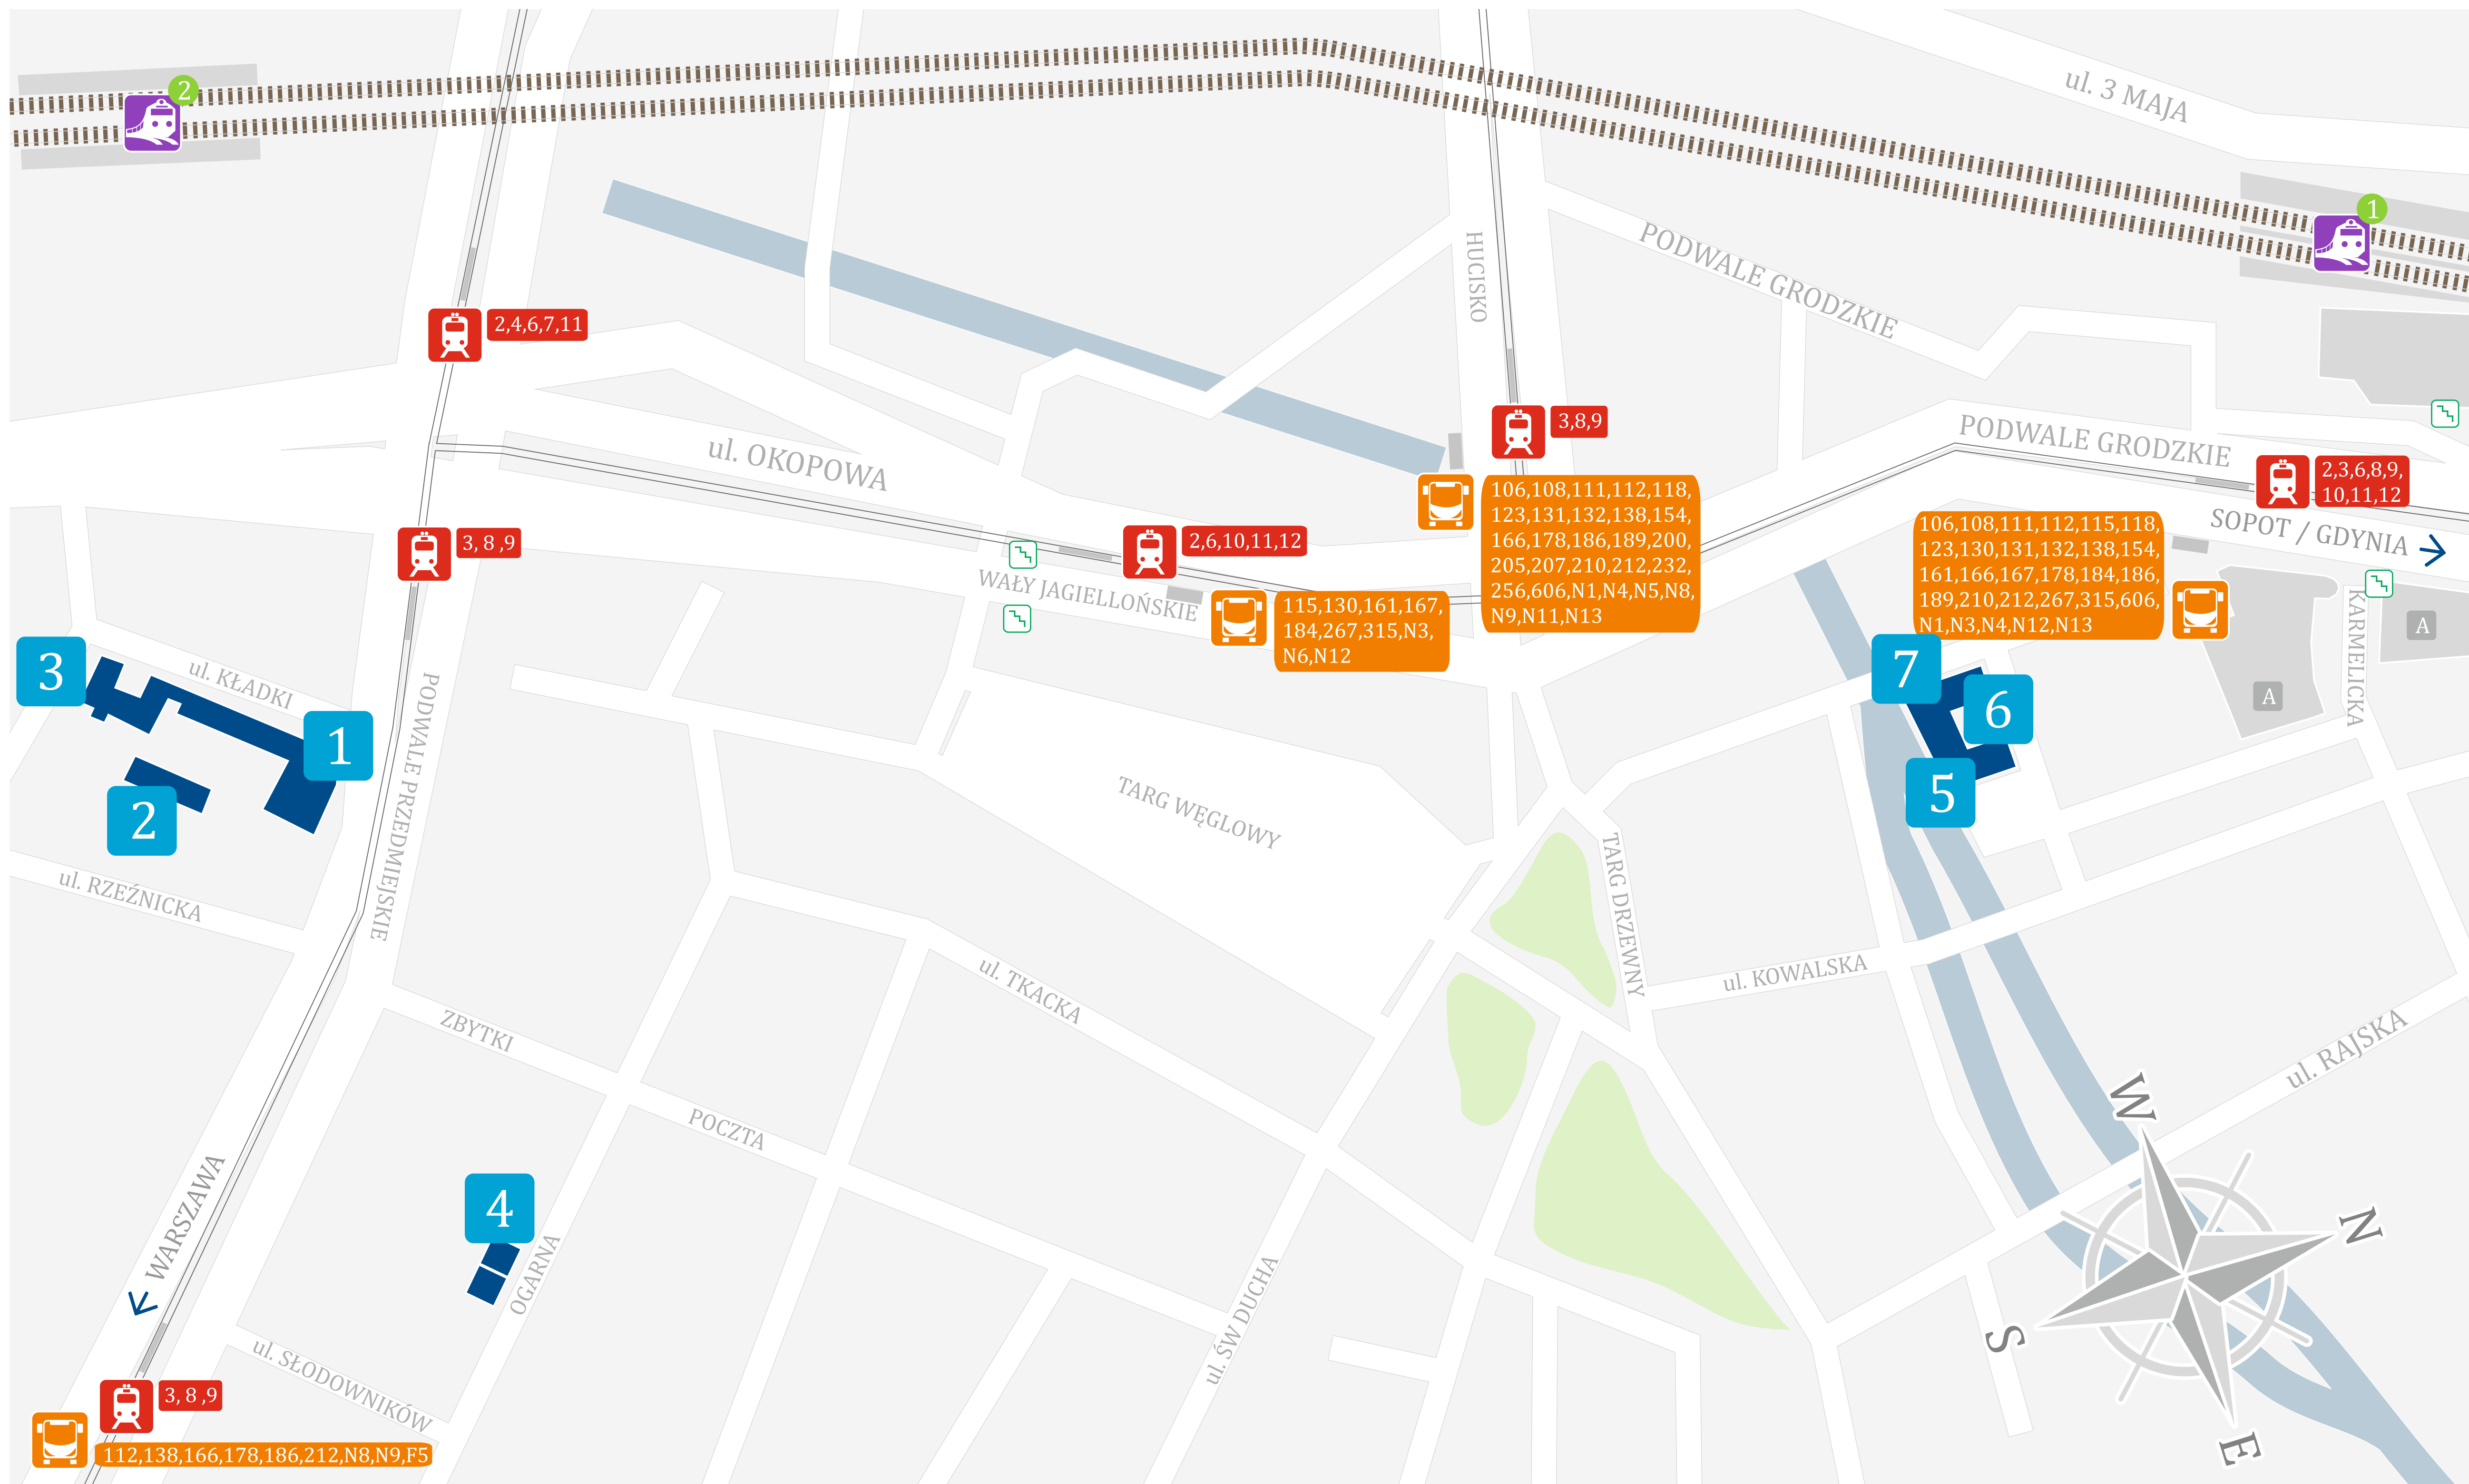 2
ul. 3 MAJA
1
HUCISKO
PODWALE GRODZKIE
2,4,6,7,11
3,8,9
ul. OKOPOWA
PODWALE GRODZKIE
2,3,6,8,9,
10,11,12
106,108,111,112,118,
123,131,132,138,154,
166,178,186,189,200,
205,207,210,212,232,
256,606,N1,N4,N5,N8,
N9,N11,N13
SOPOT / GDYNIA
106,108,111,112,115,118,
123,130,131,132,138,154,
161,166,167,178,184,186,
189,210,212,267,315,606,
N1,N3,N4,N12,N13
3, 8 ,9
2,6,10,11,12
WAŁY JAGIELLOŃSKIE
115,130,161,167,
184,267,315,N3,
N6,N12
KARMELICKA
A
A
3
ul. KŁADKI
1
2
PODWALE PRZEDMIEJSKIE
7
6
5
TARG WĘGLOWY
TARG DRZEWNY
ul. RZEŹNICKA
ul. TKACKA
ul. KOWALSKA
ZBYTKI
ul. RAJSKA
POCZTA
WARSZAWA
4
OGARNA
ul. ŚW DUCHA
W
N
S
E
ul. SŁODOWNIKÓW
3, 8 ,9
112,138,166,178,186,212,N8,N9,F5